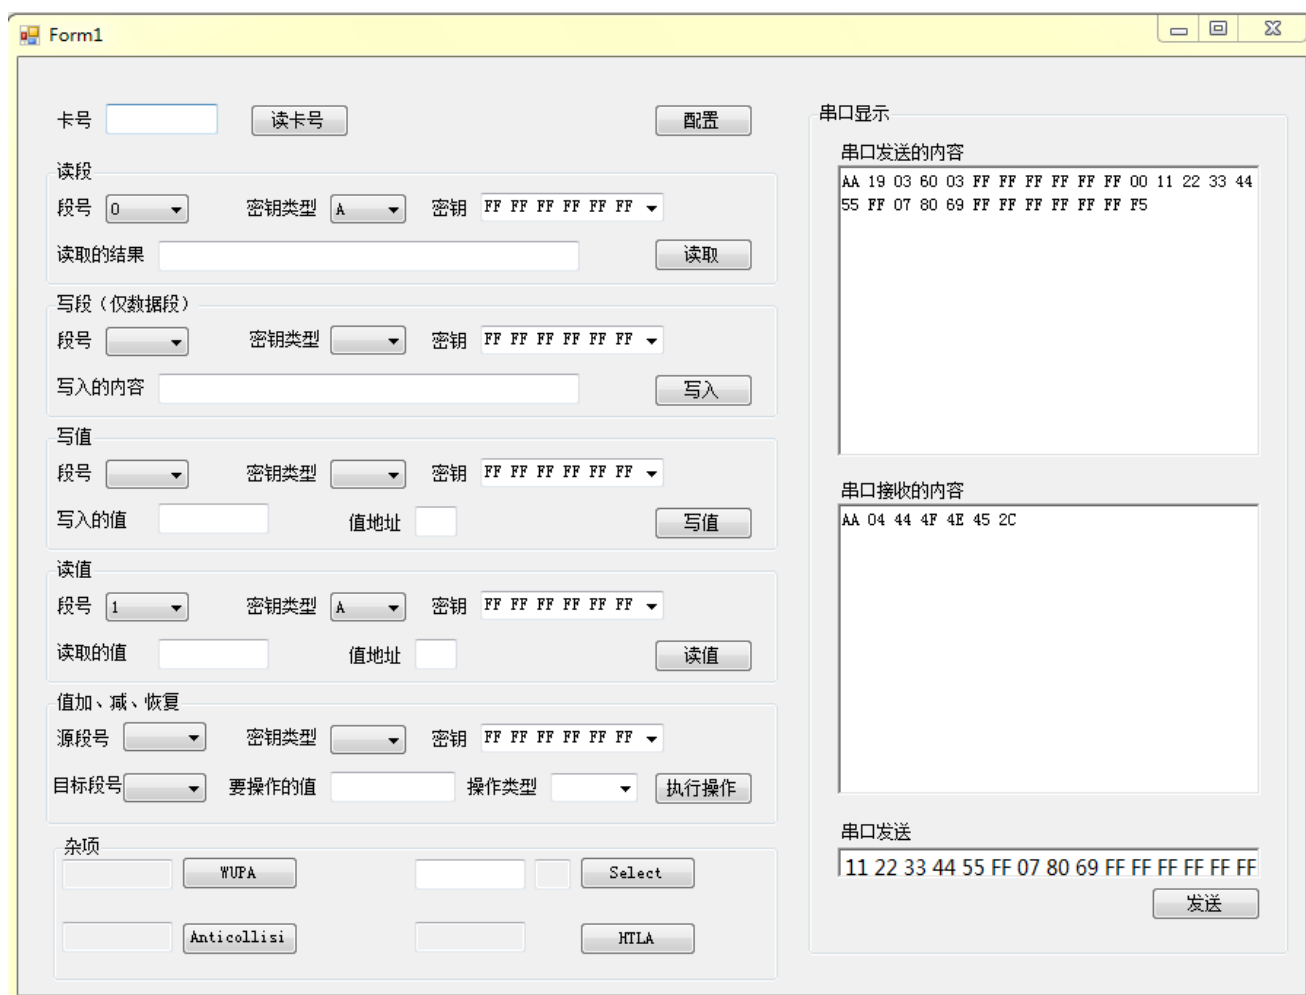 Form1
卡号 读卡号 配置
读段
段号 0 密钥类型 A 密钥 FF FF FF FF FF FF
读取的结果 读取
写段（仅数据段）
段号 密钥类型 密钥 FF FF FF FF FF FF
写入的内容 写入
写值
段号 密钥类型 密钥 FF FF FF FF FF FF
写入的值 值地址 写值
读值
段号 1 密钥类型 A 密钥 FF FF FF FF FF FF
读取的值 值地址 读值
值加、减、恢复
源段号 密钥类型 密钥 FF FF FF FF FF FF
目标段号 要操作的值 操作类型 执行操作
杂项
WUPA Select
Anticollisi HTLA
串口显示
串口发送的内容
AA 19 03 60 03 FF FF FF FF FF FF 00 11 22 33 44
55 FF 07 80 69 FF FF FF FF FF FF F5
串口接收的内容
AA 04 44 4F 4E 45 2C
串口发送
11 22 33 44 55 FF 07 80 69 FF FF FF FF FF FF
发送